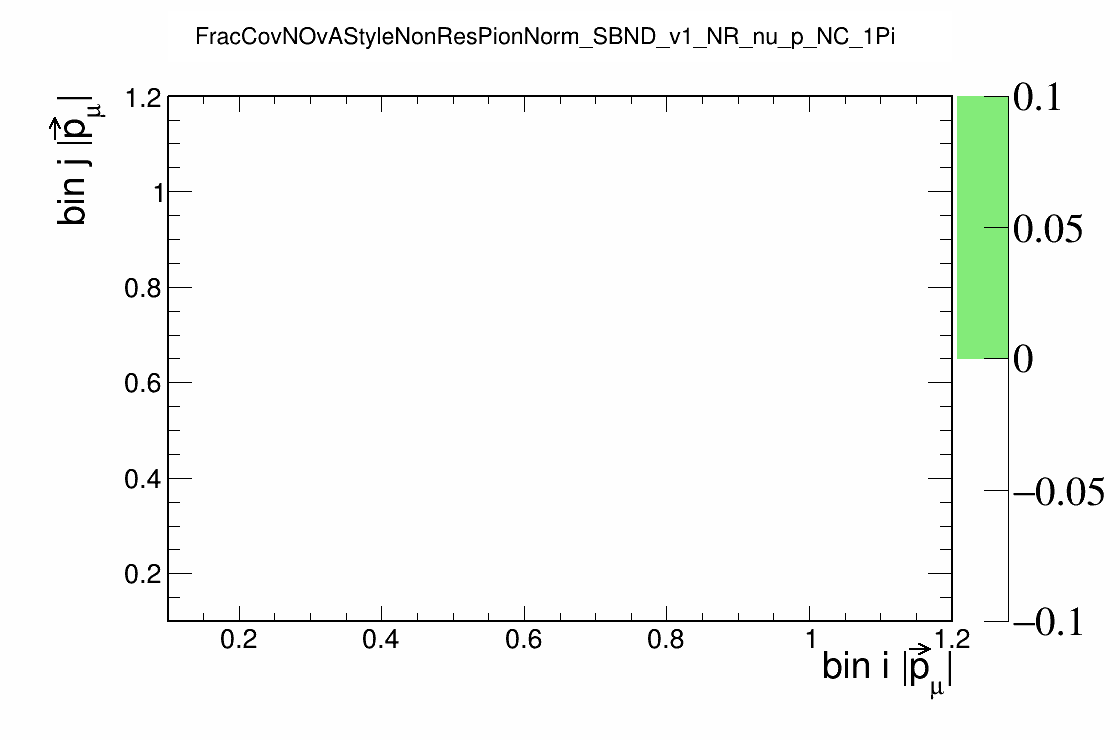 FracCovNOvAStyleNonResPionNorm_SBND_v1_NR_nu_p_NC_1Pi
bin j |p⃗μ|
1.2
1
0.8
0.6
0.4
0.2
0.2 0.4 0.6 0.8 1 1.2
bin i |p⃗μ|
0.1
0.05
0
−0.05
−0.1